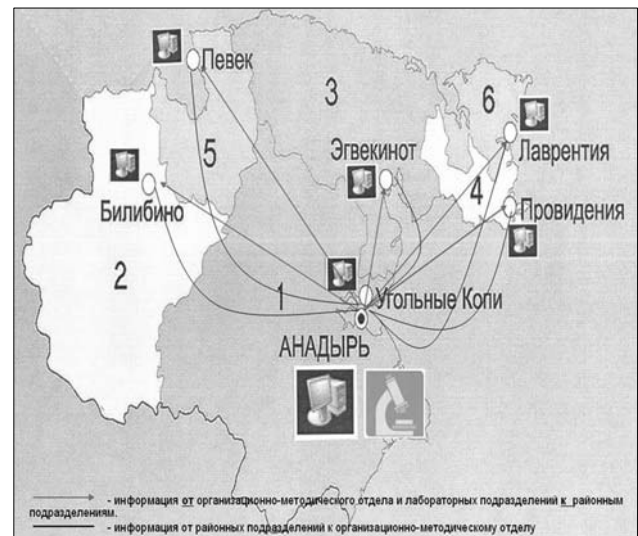 Певек
3
6
Эгвекинот
Лаврентия
5
4
Билибино
Провидения
2
1
Угольные Копи
АНАДЫРЬ
- информация от организационно-методического отдела и лабораторных подразделений к районным
подразделениям.
- информация от районных подразделений к организационно-методическому отделу